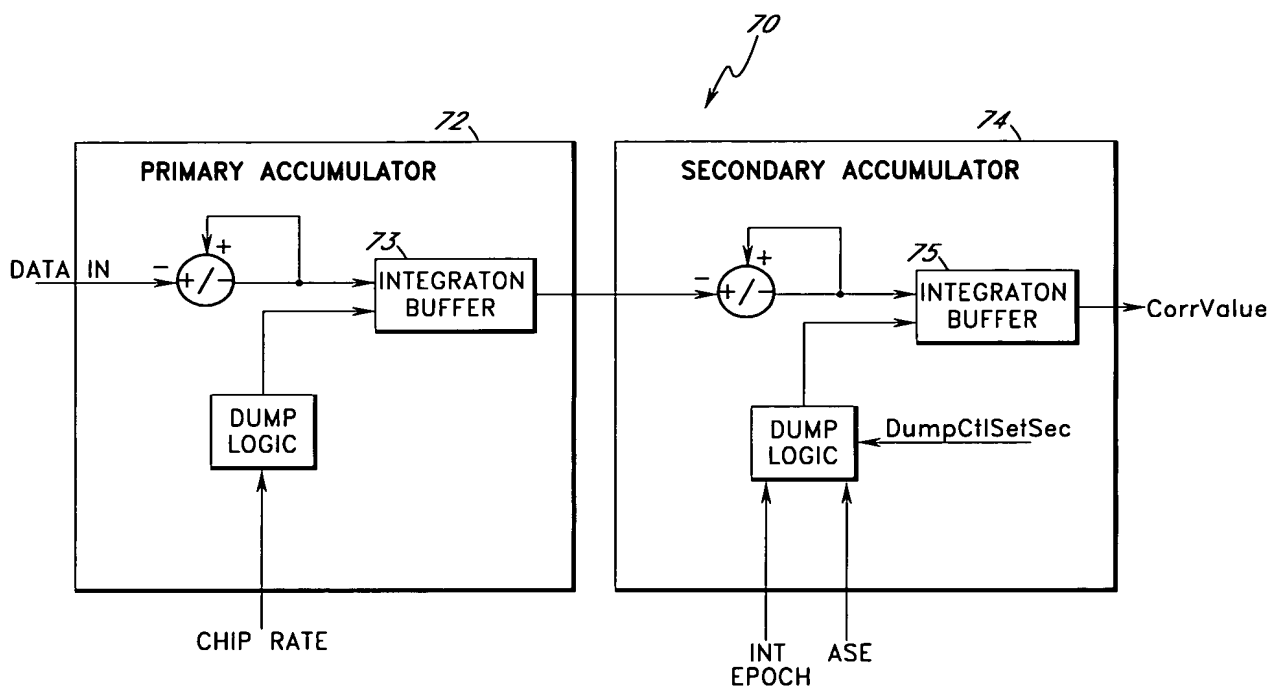 70
72
74
PRIMARY ACCUMULATOR
SECONDARY ACCUMULATOR
DATA IN
−
+
+/−
73
INTEGRATON
BUFFER
−
+
+/−
75
INTEGRATON
BUFFER
CorrValue
DUMP
LOGIC
DUMP
LOGIC
DumpCtlSetSec
CHIP RATE
INT
EPOCH
ASE